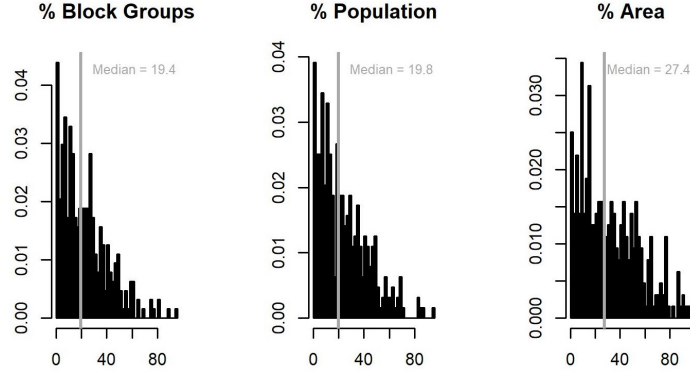 % Block Groups
Median = 19.4
0.00 0.01 0.02 0.03 0.04
0 40 80
% Population
Median = 19.8
0.00 0.01 0.02 0.03 0.04
0 40 80
% Area
Median = 27.4
0.000 0.010 0.020 0.030
0 40 80